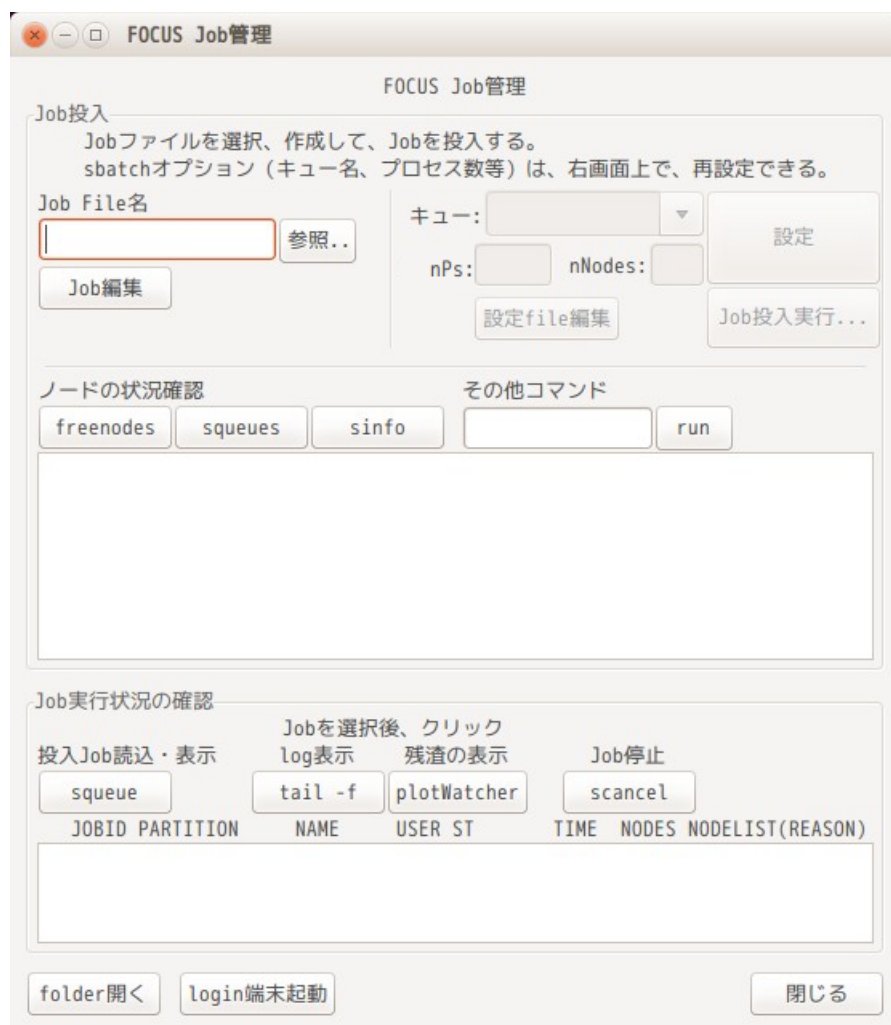 FOCUS Job管理
FOCUS Job管理
Job投入
Jobファイルを選択、作成して、Jobを投入する。
sbatchオプション (キュー名、プロセス数等) は、右画面上で、再設定できる。
Job File名
参照..
Job編集
キュー:
nPs:
nNodes:
設定
設定file編集
Job投入実行...
ノードの状況確認
その他コマンド
freenodes squeues sinfo
run
Job実行状況の確認
Jobを選択後、クリック
投入Job読込・表示 log表示 残渣の表示 Job停止
squeue tail -f plotWatcher scancel
JOBID PARTITION NAME USER ST TIME NODES NODELIST(REASON)
folder開く login端末起動 閉じる